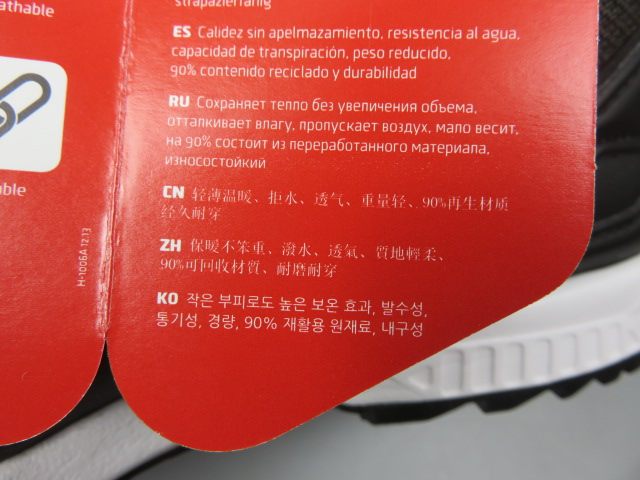 athable
strapazierfähig
ES Calidez sin apelmazamiento, resistencia al agua,
capacidad de transpiración, peso reducido,
90% contenido reciclado y durabilidad
RU Сохраняет тепло без увеличения объема,
отталкивает влагу, пропускает воздух, мало весит,
на 90% состоит из переработанного материала,
износостойкий
CN 轻薄温暖、拒水、透气、重量轻、90%再生材质
经久耐穿
ZH 保暖不笨重、潑水、透氣、質地輕柔、
90%可回收材質、耐磨耐穿
KO 작은 부피로도 높은 보온 효과, 발수성,
통기성, 경량, 90% 재활용 원재료, 내구성
able
H-1006A 12.13